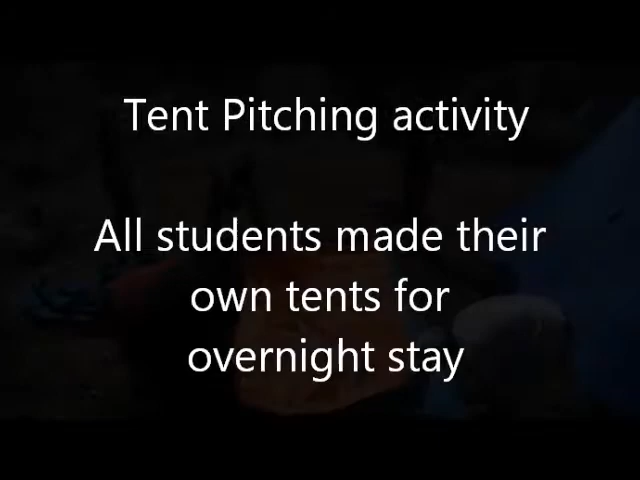 Tent Pitching activity
All students made their
own tents for
overnight stay